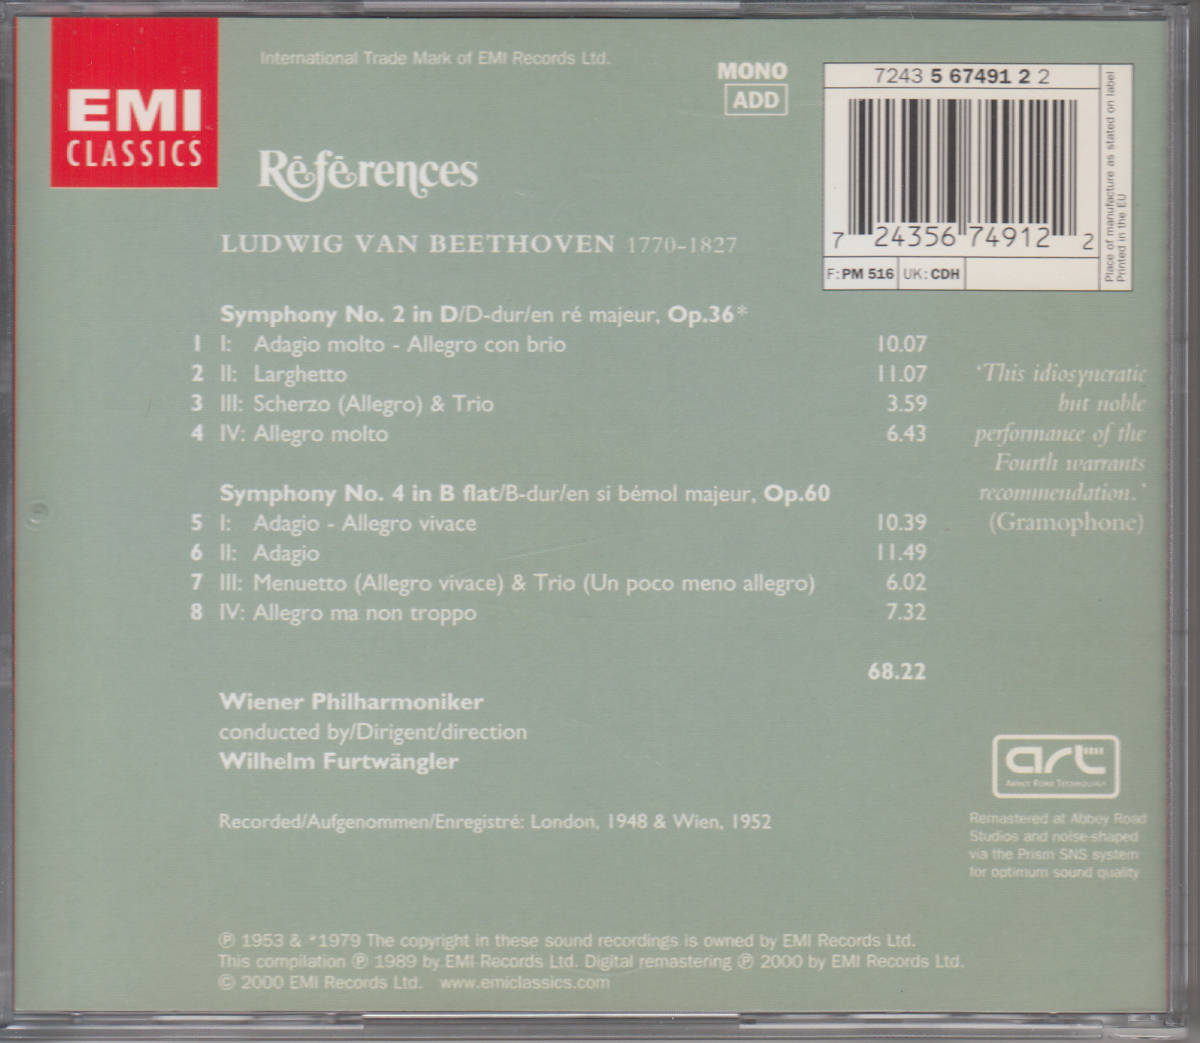 International Trade Mark of EMI Records Ltd.
EMI
CLASSICS
Références
MONO
ADD
7243 5 67491 2 2
7 24356 74912 2
F: PM 516 UK: CDH
Place of manufacture as stated on label
Printed in the EU
LUDWIG VAN BEETHOVEN 1770-1827
Symphony No. 2 in D/D-dur/en ré majeur, Op.36*
1 I: Adagio molto - Allegro con brio 10.07
2 II: Larghetto 11.07
3 III: Scherzo (Allegro) & Trio 3.59
4 IV: Allegro molto 6.43
Symphony No. 4 in B flat/B-dur/en si bémol majeur, Op.60
5 I: Adagio - Allegro vivace 10.39
6 II: Adagio 11.49
7 III: Menuetto (Allegro vivace) & Trio (Un poco meno allegro) 6.02
8 IV: Allegro ma non troppo 7.32
68.22
'This idiosyncratic
but noble
performance of the
Fourth warrants
recommendation.'
(Gramophone)
Wiener Philharmoniker
conducted by/Dirigent/direction
Wilhelm Furtwängler
Recorded/Aufgenommen/Enregistré: London, 1948 & Wien, 1952
art
Abbey Road Technology
Remastered at Abbey Road
Studios and noise-shaped
via the Prism SNS system
for optimum sound quality
℗ 1953 & *1979 The copyright in these sound recordings is owned by EMI Records Ltd.
This compilation ℗ 1989 by EMI Records Ltd. Digital remastering ℗ 2000 by EMI Records Ltd.
© 2000 EMI Records Ltd. www.emiclassics.com